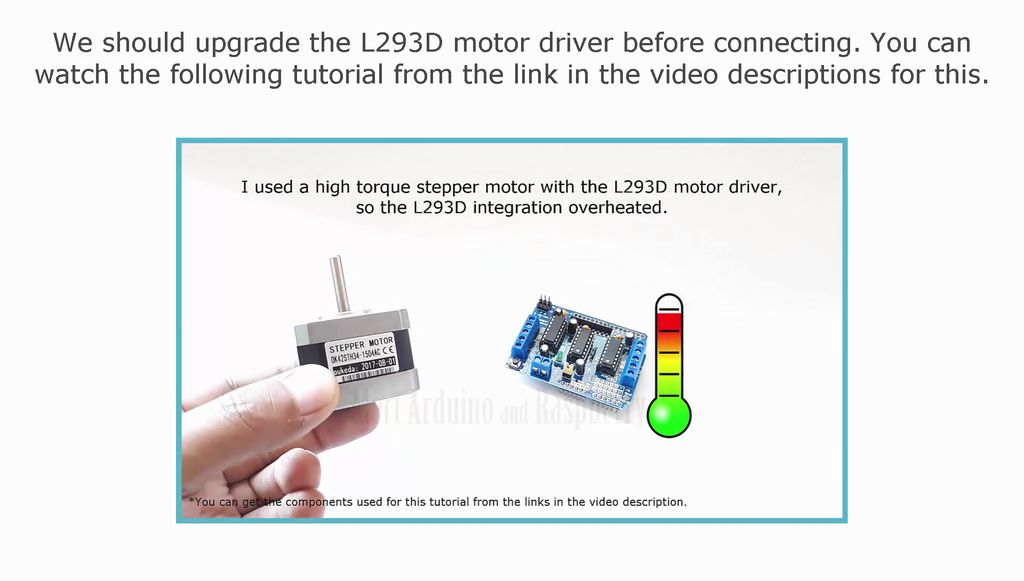 We should upgrade the L293D motor driver before connecting. You can
watch the following tutorial from the link in the video descriptions for this.
I used a high torque stepper motor with the L293D motor driver,
so the L293D integration overheated.
STEPPER MOTOR
OK42STH34-1504AC CE
2017-08-01
Arduino and Raspberry
*You can get the components used for this tutorial from the links in the video description.